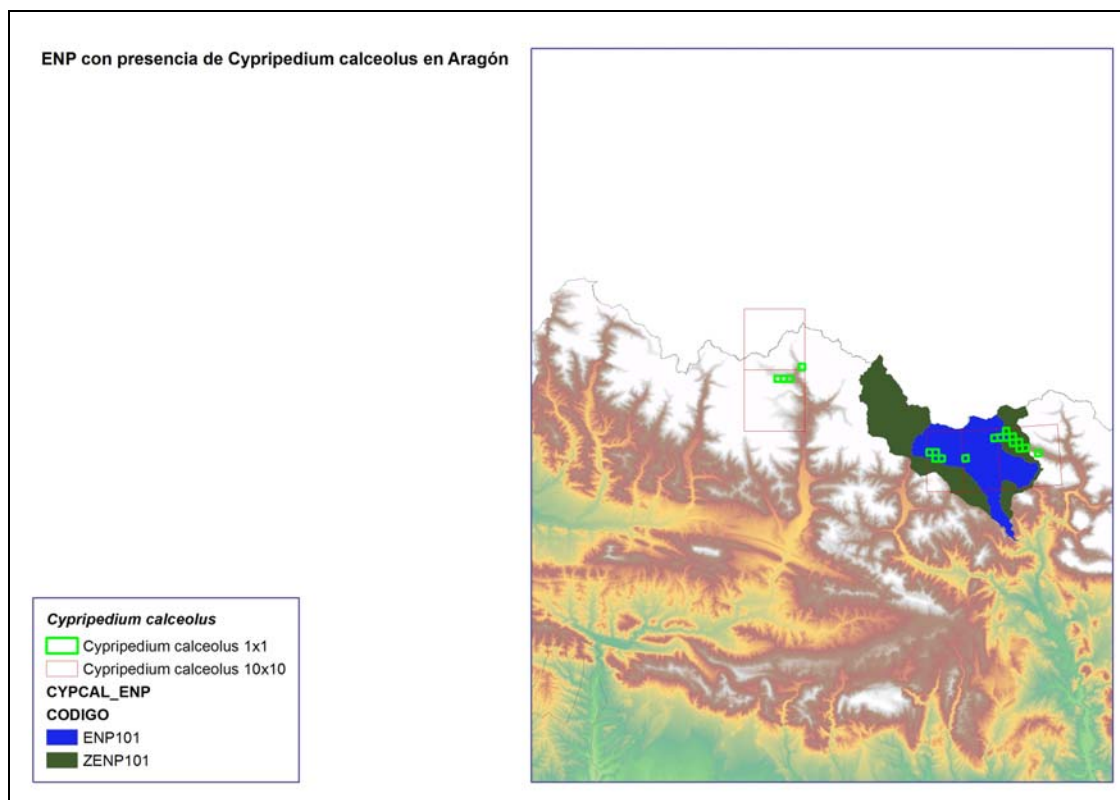 ENP con presencia de Cypripedium calceolus en Aragón
Cypripedium calceolus
Cypripedium calceolus 1x1
Cypripedium calceolus 10x10
CYPCAL_ENP
CODIGO
ENP101
ZENP101